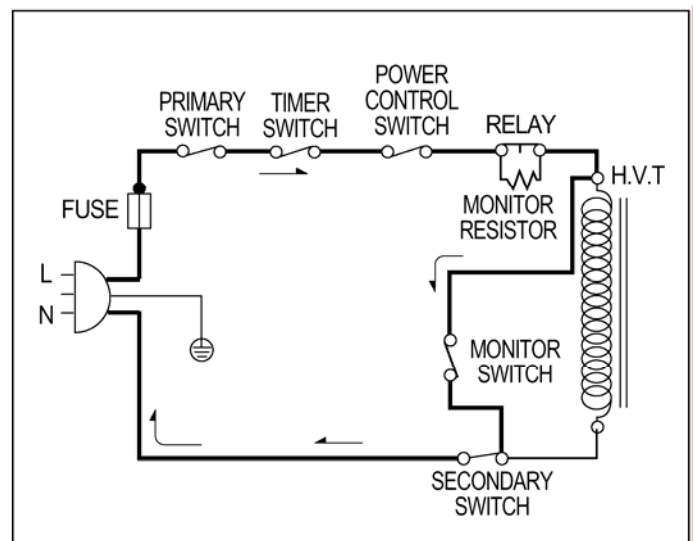 PRIMARY
SWITCH
TIMER
SWITCH
POWER
CONTROL
SWITCH
RELAY
H.V.T
MONITOR
RESISTOR
FUSE
L
N
MONITOR
SWITCH
SECONDARY
SWITCH